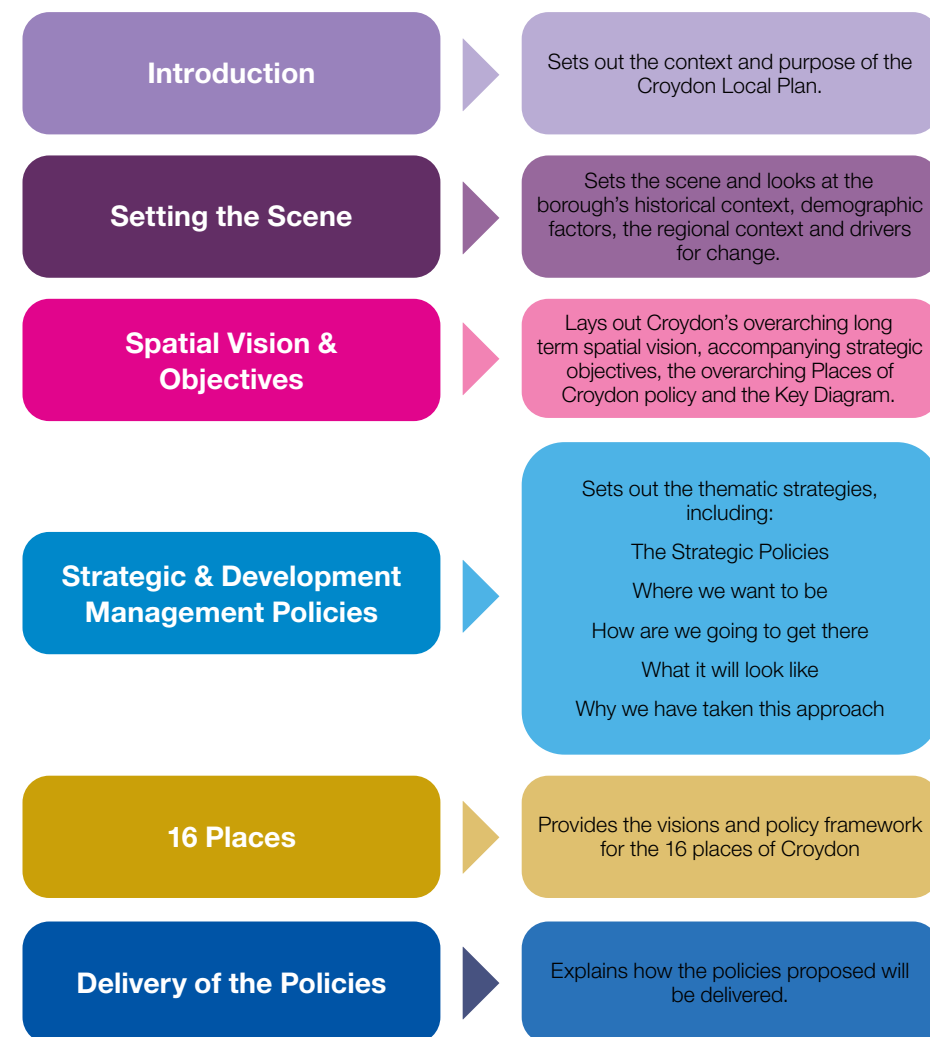 Introduction
Sets out the context and purpose of the
Croydon Local Plan.
Setting the Scene
Sets the scene and looks at the
borough's historical context, demographic
factors, the regional context and drivers
for change.
Spatial Vision &
Objectives
Lays out Croydon's overarching long
term spatial vision, accompanying strategic
objectives, the overarching Places of
Croydon policy and the Key Diagram.
Strategic & Development
Management Policies
Sets out the thematic strategies,
including:
The Strategic Policies
Where we want to be
How are we going to get there
What it will look like
Why we have taken this approach
16 Places
Provides the visions and policy framework
for the 16 places of Croydon
Delivery of the Policies
Explains how the policies proposed will
be delivered.